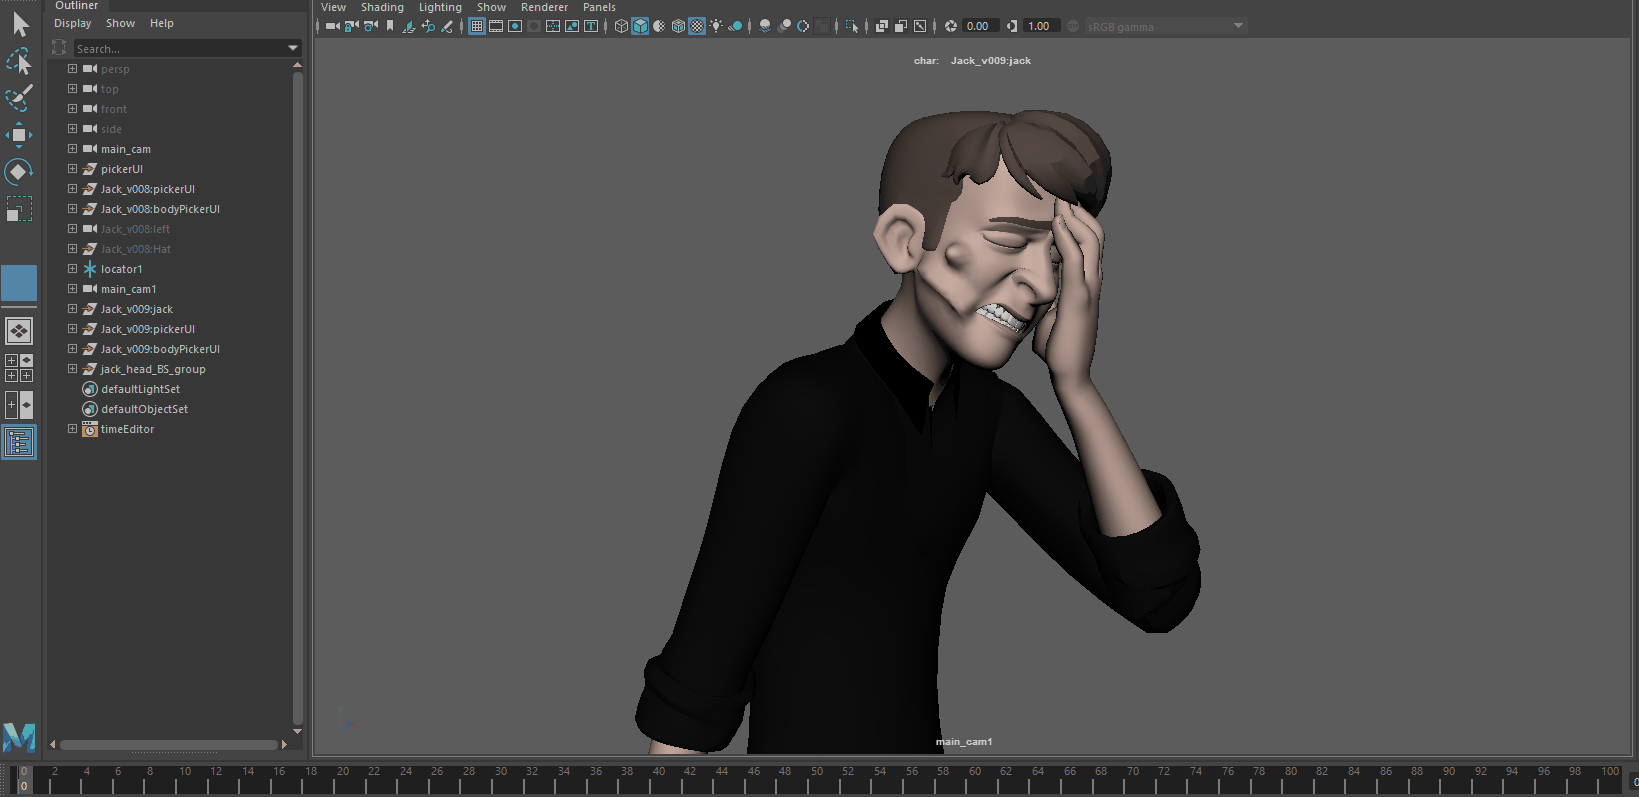 Outliner
Display Show Help
Search...
persp
top
front
side
main_cam
pickerUI
Jack_v008:pickerUI
Jack_v008:bodyPickerUI
Jack_v008:left
Jack_v008:Hat
locator1
main_cam1
Jack_v009:jack
Jack_v009:pickerUI
Jack_v009:bodyPickerUI
jack_head_BS_group
defaultLightSet
defaultObjectSet
timeEditor
View Shading Lighting Show Renderer Panels
0.00 1.00 sRGB gamma
char: Jack_v009:jack
main_cam1
0 2 4 6 8 10 12 14 16 18 20 22 24 26 28 30 32 34 36 38 40 42 44 46 48 50 52 54 56 58 60 62 64 66 68 70 72 74 76 78 80 82 84 86 88 90 92 94 96 98 100
0